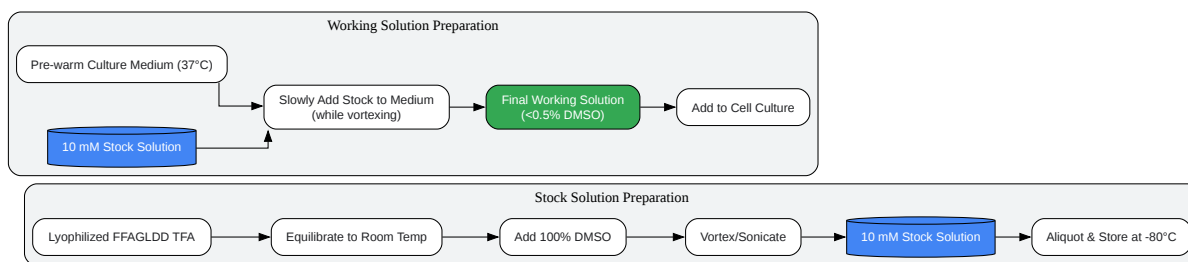 Working Solution Preparation
Pre-warm Culture Medium (37°C)
Slowly Add Stock to Medium
(while vortexing)
Final Working Solution
(<0.5% DMSO)
Add to Cell Culture
10 mM Stock Solution
Stock Solution Preparation
Lyophilized FFAGLDD TFA
Equilibrate to Room Temp
Add 100% DMSO
Vortex/Sonicate
10 mM Stock Solution
Aliquot & Store at -80°C